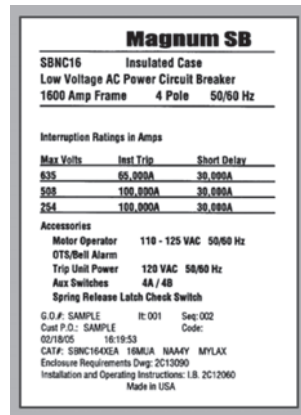 Magnum SB
SBNC16 Insulated Case
Low Voltage AC Power Circuit Breaker
1600 Amp Frame 4 Pole 50/60 Hz
Interruption Ratings in Amps
Max Volts Inst Trip Short Delay
635 65,000A 30,000A
508 100,000A 30,000A
254 100,000A 30,000A
Accessories
Motor Operator 110 - 125 VAC 50/60 Hz
OTS/Bell Alarm
Trip Unit Power 120 VAC 50/60 Hz
Aux Switches 4A / 4B
Spring Release Latch Check Switch
G.O.#: SAMPLE It: 001 Seq: 002
Cust P.O.: SAMPLE Code:
02/18/05 16:19:53
CAT#: SBNC164XEA 16MUA NAA4Y MYLAX
Enclosure Requirements Dwg: 2C13090
Installation and Operating Instructions: I.B. 2C12060
Made in USA